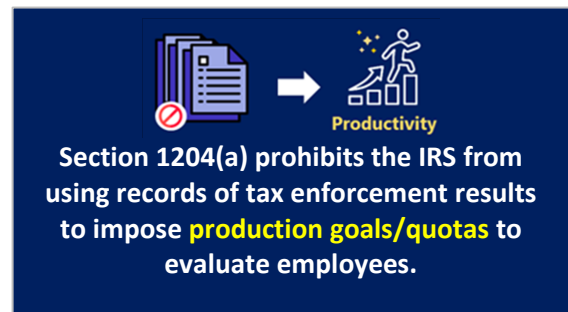 Productivity
Section 1204(a) prohibits the IRS from
using records of tax enforcement results
to impose production goals/quotas to
evaluate employees.